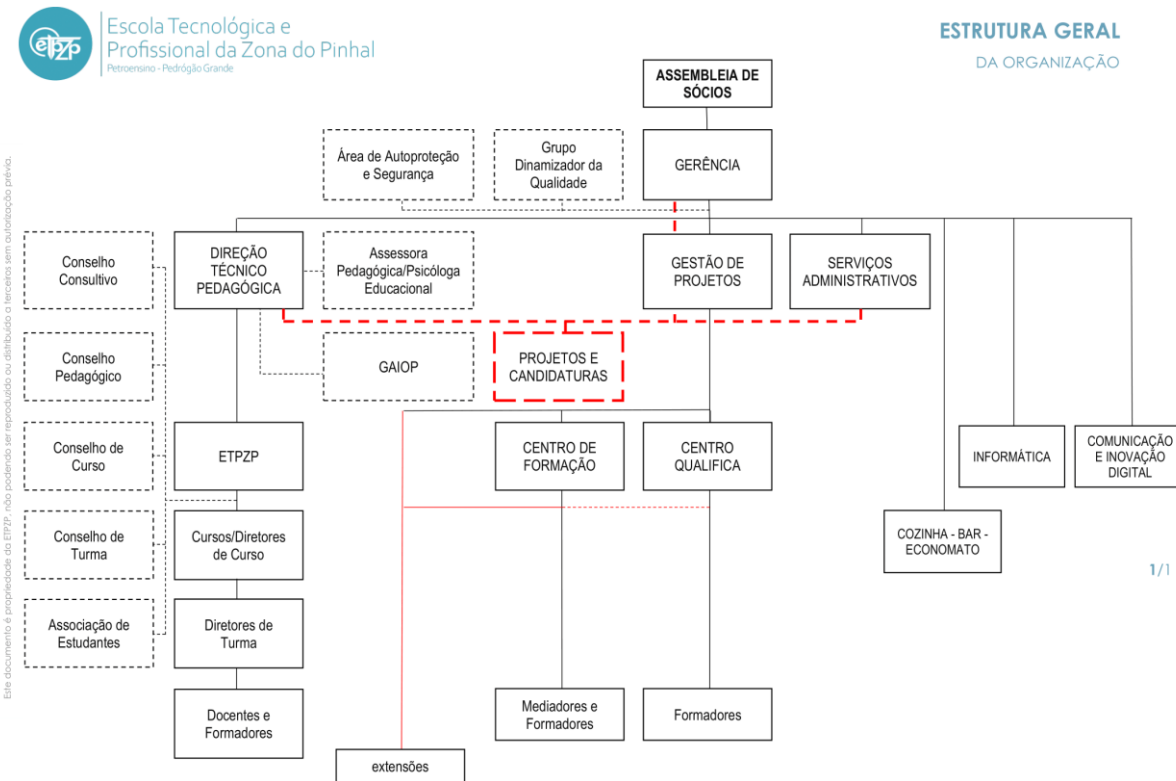 etpzp
Escola Tecnológica e
Profissional da Zona do Pinhal
Petroensino - Pedrógão Grande
ESTRUTURA GERAL
DA ORGANIZAÇÃO
ASSEMBLEIA DE
SÓCIOS
Área de Autoproteção
e Segurança
Grupo
Dinamizador da
Qualidade
GERÊNCIA
Conselho
Consultivo
DIREÇÃO
TÉCNICO
PEDAGÓGICA
Assessora
Pedagógica/Psicóloga
Educacional
GESTÃO DE
PROJETOS
SERVIÇOS
ADMINISTRATIVOS
Conselho
Pedagógico
GAIOP
PROJETOS E
CANDIDATURAS
Conselho de
Curso
ETPZP
CENTRO DE
FORMAÇÃO
CENTRO
QUALIFICA
INFORMÁTICA
COMUNICAÇÃO
E INOVAÇÃO
DIGITAL
Conselho de
Turma
Cursos/Diretores
de Curso
COZINHA - BAR -
ECONOMATO
1/1
Associação de
Estudantes
Diretores de
Turma
Docentes e
Formadores
Mediadores e
Formadores
Formadores
extensões
Este documento é propriedade da ETPZP, não podendo ser reproduzido ou distribuído a terceiros sem autorização prévia.